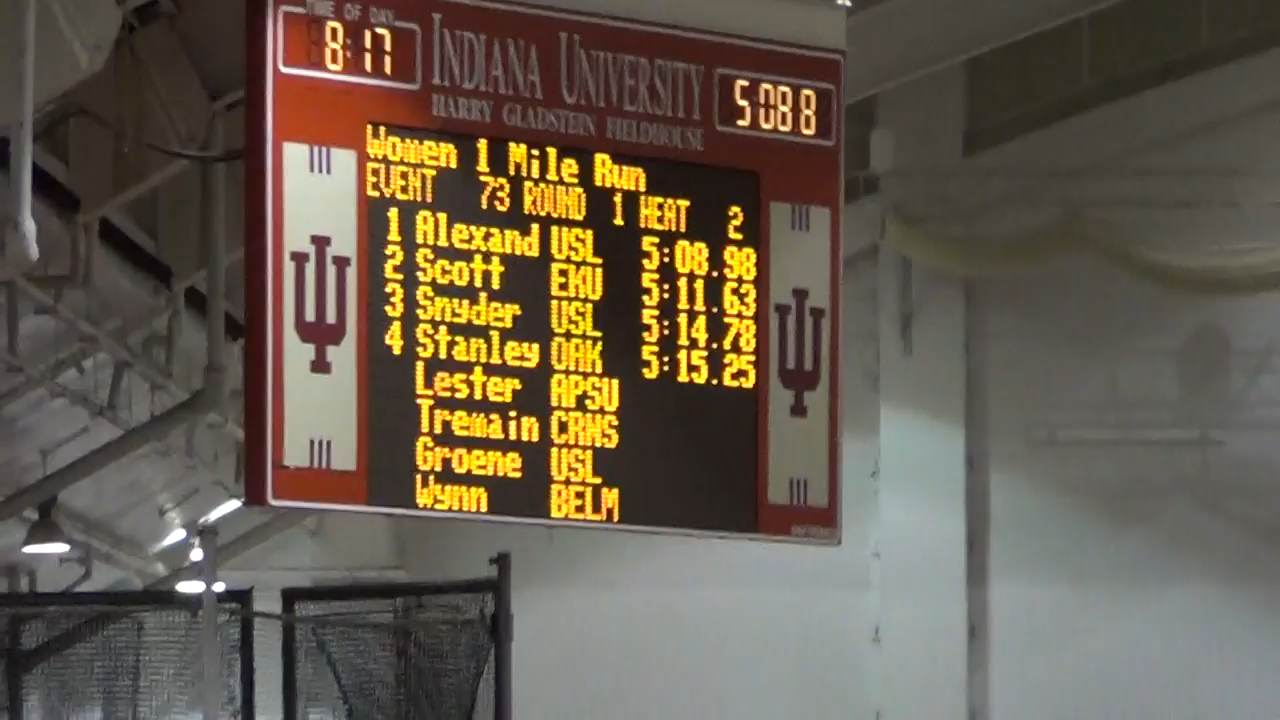 TIME OF DAY
8:17
INDIANA UNIVERSITY
HARRY GLADSTEIN FIELDHOUSE
5:08.8
Women 1 Mile Run
EVENT 73 ROUND 1 HEAT 2
1 Alexand USL 5:08.98
2 Scott EKU 5:11.63
3 Snyder USL 5:14.78
4 Stanley OAK 5:15.25
Lester APSU
Tremain CRNS
Groene USL
Wynn BELM